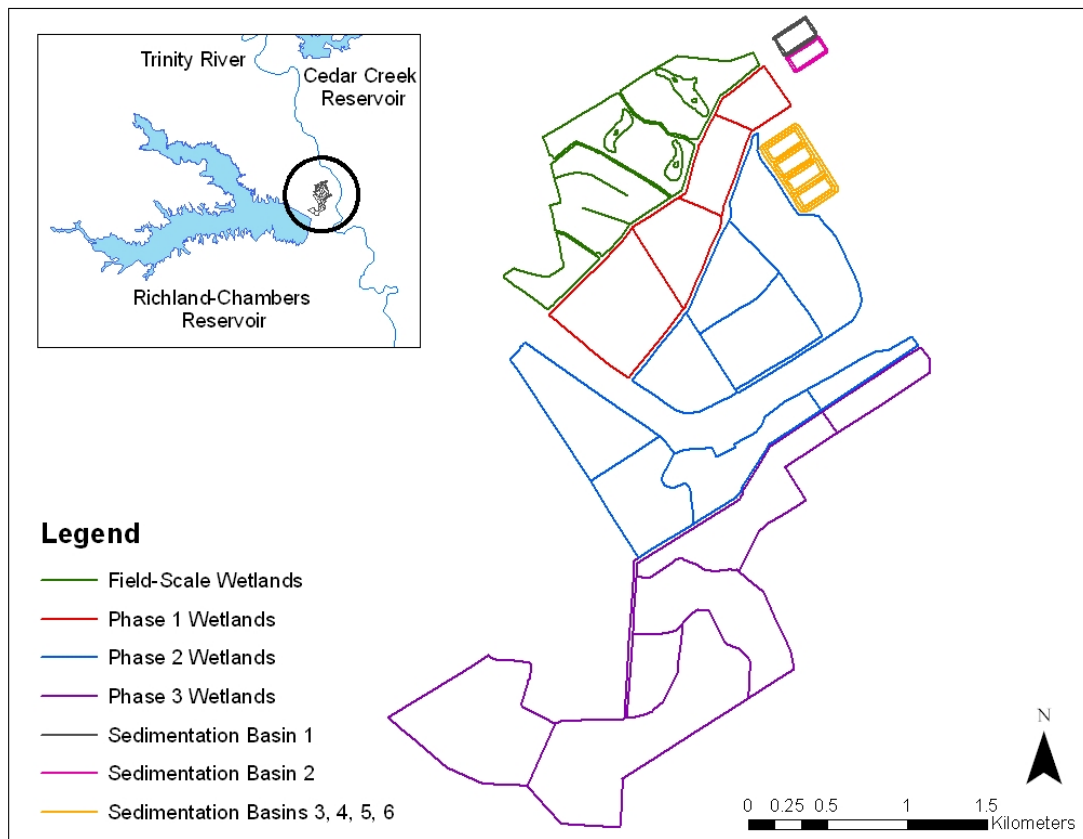 Trinity River
Cedar Creek
Reservoir
Richland-Chambers
Reservoir
Legend
Field-Scale Wetlands
Phase 1 Wetlands
Phase 2 Wetlands
Phase 3 Wetlands
Sedimentation Basin 1
Sedimentation Basin 2
Sedimentation Basins 3, 4, 5, 6
N
0 0.25 0.5 1 1.5
Kilometers